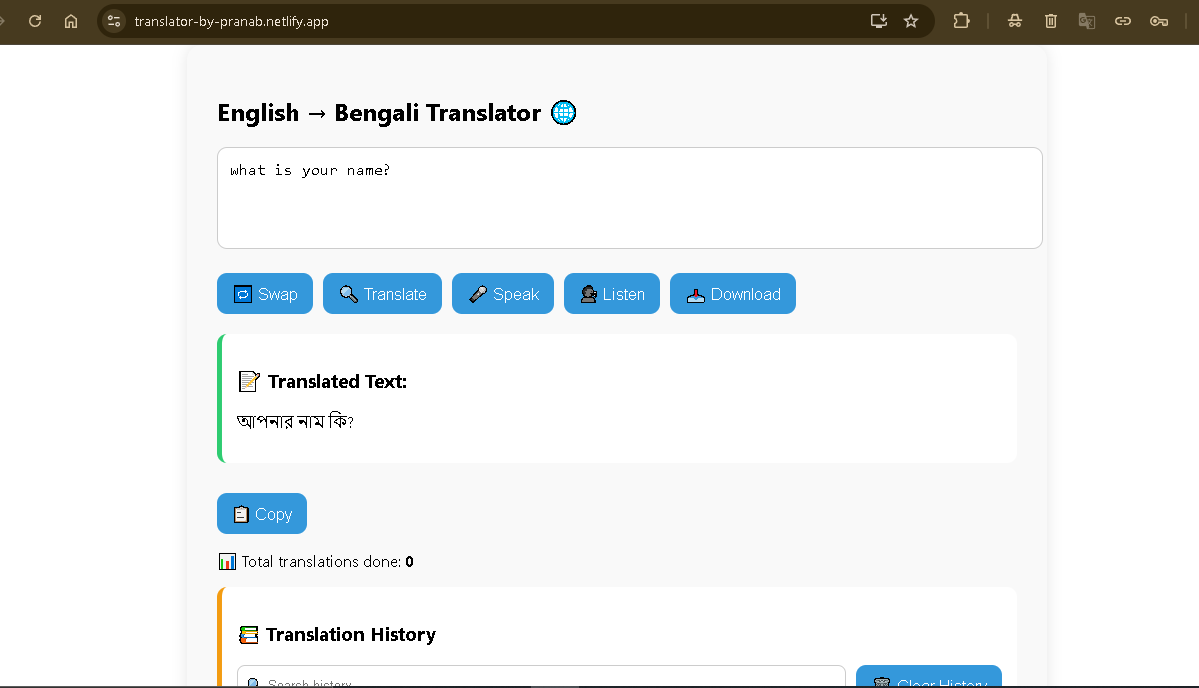 translator-by-pranab.netlify.app
English → Bengali Translator 🌐
what is your name?
🔁 Swap 🔍 Translate 🎤 Speak 🗣 Listen 📥 Download
📝 Translated Text:
আপনার নাম কি?
📋 Copy
📊 Total translations done: 0
📚 Translation History
🔍 Search history 🗑 Clear History